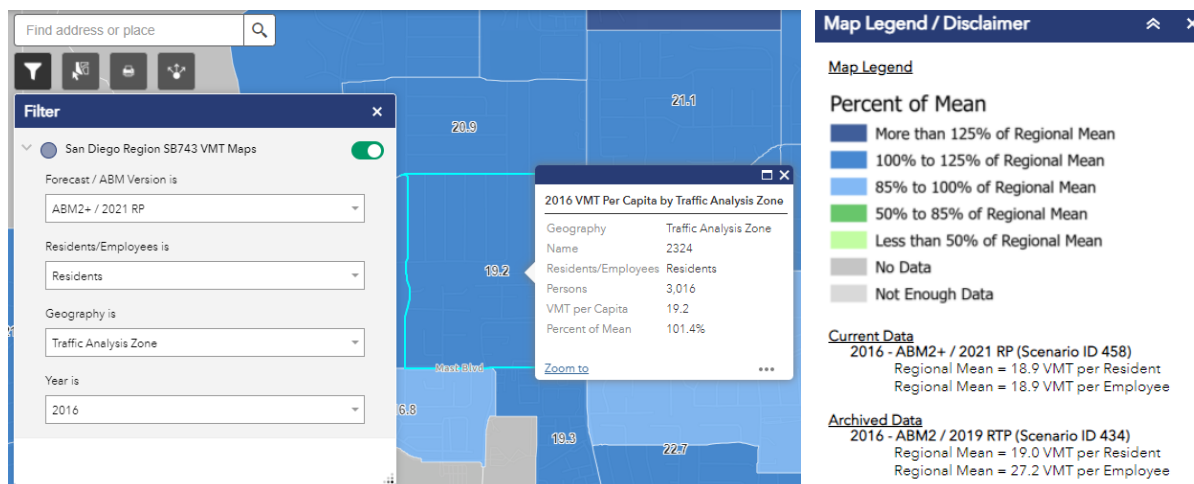 Find address or place
Filter
San Diego Region SB743 VMT Maps
Forecast / ABM Version is
ABM2+ / 2021 RP
Residents/Employees is
Residents
Geography is
Traffic Analysis Zone
Year is
2016
20.9
21.1
19.2
Mast Blvd
16.8
19.3
22.7
2016 VMT Per Capita by Traffic Analysis Zone
Geography Traffic Analysis Zone
Name 2324
Residents/Employees Residents
Persons 3,016
VMT per Capita 19.2
Percent of Mean 101.4%
Zoom to
Map Legend / Disclaimer
Map Legend
Percent of Mean
More than 125% of Regional Mean
100% to 125% of Regional Mean
85% to 100% of Regional Mean
50% to 85% of Regional Mean
Less than 50% of Regional Mean
No Data
Not Enough Data
Current Data
2016 - ABM2+ / 2021 RP (Scenario ID 458)
Regional Mean = 18.9 VMT per Resident
Regional Mean = 18.9 VMT per Employee
Archived Data
2016 - ABM2 / 2019 RTP (Scenario ID 434)
Regional Mean = 19.0 VMT per Resident
Regional Mean = 27.2 VMT per Employee